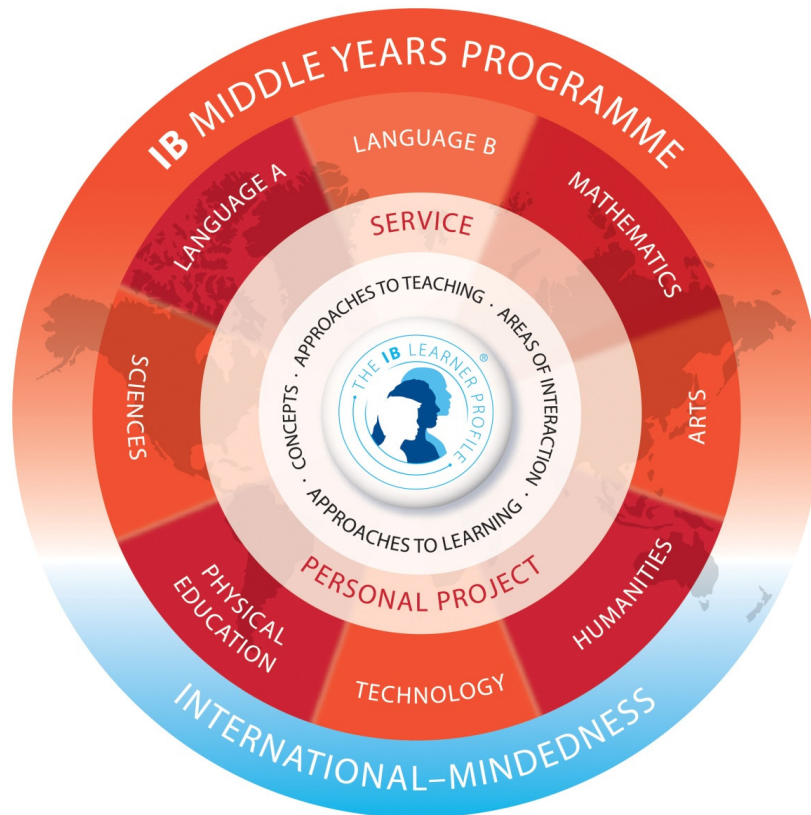 IB MIDDLE YEARS PROGRAMME
LANGUAGE B
LANGUAGE A
MATHEMATICS
SERVICE
APPROACHES TO TEACHING · AREAS OF INTERACTION · APPROACHES TO LEARNING · CONCEPTS ·
· THE IB LEARNER PROFILE ·
®
SCIENCES
ARTS
PERSONAL PROJECT
PHYSICAL
EDUCATION
HUMANITIES
TECHNOLOGY
INTERNATIONAL–MINDEDNESS